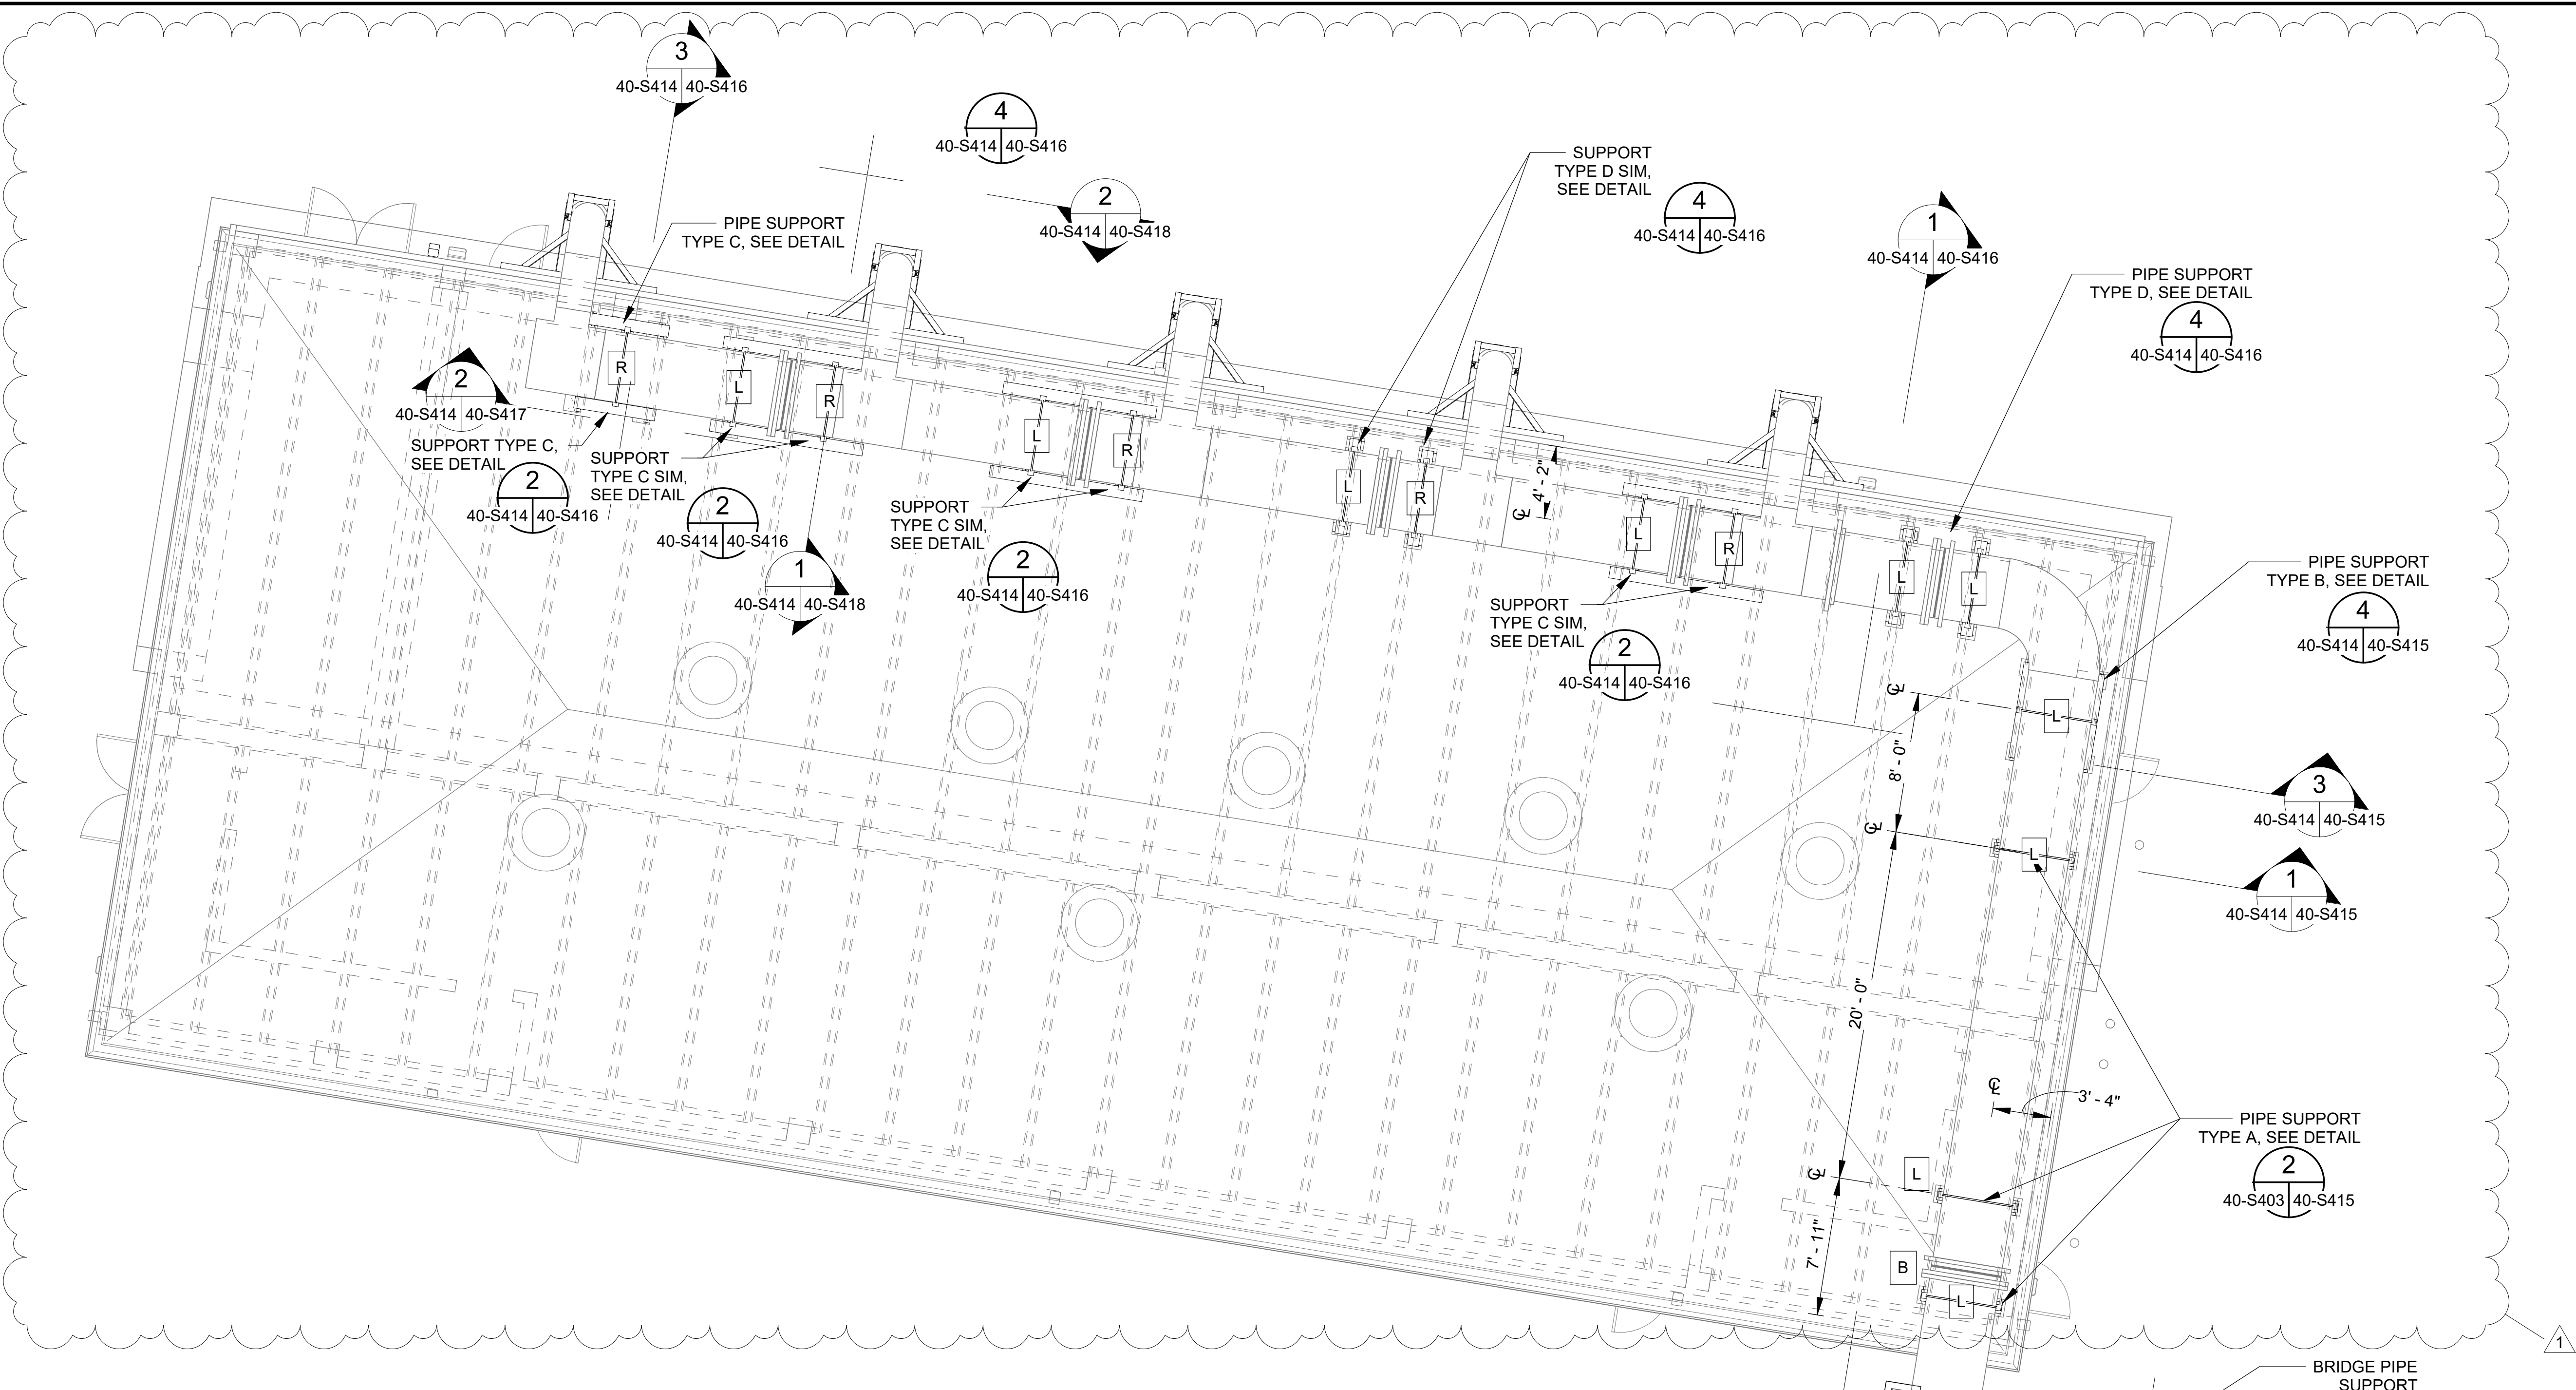 3
40-S414 40-S416
4
40-S414 40-S416
2
40-S414 40-S418
SUPPORT
TYPE D SIM,
SEE DETAIL
4
40-S414 40-S416
1
40-S414 40-S416
PIPE SUPPORT
TYPE C, SEE DETAIL
PIPE SUPPORT
TYPE D, SEE DETAIL
4
40-S414 40-S416
R
L
R
L
R
L
R
L
R
L
L
2
40-S414 40-S417
SUPPORT TYPE C,
SEE DETAIL
2
40-S414 40-S416
SUPPORT
TYPE C SIM,
SEE DETAIL
2
40-S414 40-S416
1
40-S414 40-S418
SUPPORT
TYPE C SIM,
SEE DETAIL
2
40-S414 40-S416
℄ 4' - 2"
SUPPORT
TYPE C SIM,
SEE DETAIL
2
40-S414 40-S416
PIPE SUPPORT
TYPE B, SEE DETAIL
4
40-S414 40-S415
℄
L
8' - 0"
3
40-S414 40-S415
℄
L
1
40-S414 40-S415
20' - 0"
℄
3' - 4"
PIPE SUPPORT
TYPE A, SEE DETAIL
2
40-S403 40-S415
℄
L
7' - 11"
B
L
1
BRIDGE PIPE
SUPPORT